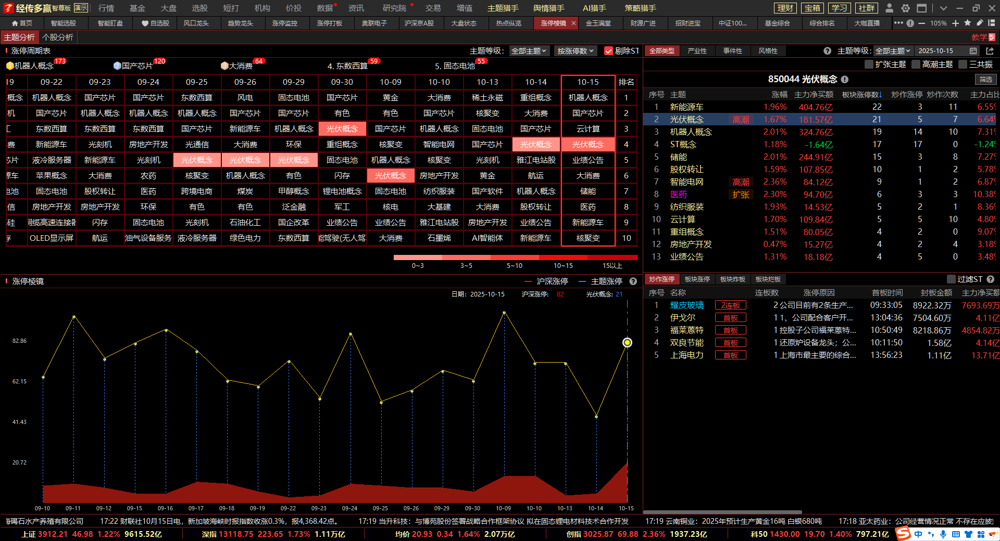 经传多赢 智尊版 演示 行情 基金 大盘 选股 短打 机构 价投 数据 资讯 研究院 交易 增值 主题猎手 舆情猎手 AI猎手 策略猎手 理财 宝箱 学习 社群
首页 智能选股 智能盯盘 自选股 风口龙头 趋势龙头 涨停监控 涨停打板 奥联电子 沪深京A股 大盘状态 热点纵览 涨停棱镜 金玉满堂 财源广进 招财进宝 中证100... 基金综合 综合排名 大咖直播 105%
主题分析 个股分析 教学
涨停周期表 主题等级: 全部主题 按涨停数 剔除ST
1 机器人概念 173 2 国产芯片 120 3 大消费 64 4. 东数西算 59 5. 固态电池 55
19 09-22 09-23 09-24 09-25 09-26 09-29 09-30 10-09 10-10 10-13 10-14 10-15 排名
概念 机器人概念 国产芯片 国产芯片 东数西算 风电 固态电池 国产芯片 黄金 大消费 稀土永磁 重组概念 机器人概念 1
机 国产芯片 机器人概念 机器人概念 机器人概念 国产芯片 国产芯片 有色 有色 国产芯片 核聚变 大消费 国产芯片 2
东数西算 东数西算 东数西算 国产芯片 新能源车 机器人概念 光伏概念 国产芯片 机器人概念 固态电池 国产芯片 云计算 3
费 新能源车 光刻机 房地产开发 光通信 大消费 环保 重组概念 核聚变 智能电网 国产芯片 光伏概念 光伏概念 4
芯片 液冷服务器 新能源车 光刻机 光伏概念 光伏概念 光伏概念 固态电池 机器人概念 核聚变 光刻机 雅江电站股 业绩公告 5
源车 苹果概念 大消费 农药 核聚变 机器人概念 有色 闪存 光伏概念 房地产开发 黄金 航运 大消费 6
电池 固态电池 股权转让 医药 跨境电商 煤炭 甲醇概念 锂电池概念 固态电池 纺织服装 国产软件 机器人概念 储能 7
信 房地产开发 房地产开发 环保 有色 有色 泛金融 军工 核电 大基建 大消费 股权转让 医药 8
硅 铜缆高速连接器 闪存 固态电池 光刻机 石油化工 国企改革 业绩公告 业绩公告 雅江电站股 房地产开发 业绩公告 新能源车 9
存 OLED显示屏 航运 油气设备服务 液冷服务器 绿色电力 东数西算 能驾驶(无人驾 大消费 石墨烯 AI智能体 新能源车 核聚变 10
0~3 3~5 5~10 10~15 15以上
涨停棱镜 沪深涨停 主题涨停
日期: 2025-10-15 沪深涨停: 82 光伏概念: 21
82.86
62.15
41.43
20.72
09-10 09-11 09-12 09-15 09-16 09-17 09-18 09-19 09-22 09-23 09-24 09-25 09-26 09-29 09-30 10-09 10-10 10-13 10-14 10-15
全部类型 产业性 事件性 风格性 主题等级: 全部主题 2025-10-15
扩张主题 高潮主题 三共振
850044 光伏概念 筛选
序号 主题 涨幅 主力净买额 板块涨停数↓ 炒作涨停 炒作次数 主力占比
1 新能源车 1.96% 404.76亿 22 3 11 6.55%
2 光伏概念 高潮 1.67% 181.57亿 21 5 7 6.64%
3 机器人概念 2.01% 324.76亿 19 14 10 7.31%
4 ST概念 1.18% -1.64亿 17 17 0 -1.24%
5 储能 2.01% 244.91亿 15 3 8 7.27%
6 股权转让 1.59% 107.85亿 10 1 2 5.78%
7 智能电网 高潮 2.36% 84.12亿 9 1 2 6.87%
8 医药 扩张 2.30% 94.70亿 6 3 3 10.38%
9 纺织服装 1.93% 14.53亿 5 2 1 8.36%
10 云计算 1.70% 109.84亿 5 5 10 4.80%
11 重组概念 1.51% 80.05亿 4 2 0 9.07%
12 房地产开发 0.47% 15.27亿 4 2 4 3.18%
13 业绩公告 1.31% 18.18亿 4 5 0 3.48%
炒作涨停 板块涨停 板块炸板 板块烂板 过滤ST
序号 名称 连板数 涨停原因 首板时间 封板金额 主力净买额
1 耀皮玻璃 2连板 2 公司目前有2条生产... 09:33:05 8922.32万 7693.69万
2 伊戈尔 首板 1 1、公司配合客户开... 13:04:36 7504.60万 4.11亿
3 福莱蒽特 首板 1 控股子公司福莱蒽特... 10:50:49 8218.86万 4854.82万
4 双良节能 首板 1 还原炉设备龙头；公... 10:11:50 1.58亿 4.14亿
5 上海电力 首板 1 上海市最主要的综合... 13:56:23 1.11亿 13.71亿
海碣石水产养殖有限公司 17:22 财联社10月15日电，新加坡海峡时报指数收涨0.3%，报4,368.42点。 17:19 当升科技：与博苑股份签署战略合作框架协议 拟在固态锂电材料技术合作开发 17:19 云南铜业：2025年预计生产黄金16吨 白银680吨 17:18 亚太药业：公司经营情况正常 不存在应披
上证 3912.21 46.98 1.22% 9615.52亿 深指 13118.75 223.65 1.73% 1.11万亿 均价 20.93 0.34 1.64% 2.07万亿 创指 3025.87 69.88 2.36% 1937.23亿 科50 1430.00 19.70 1.40% 797.21亿 中